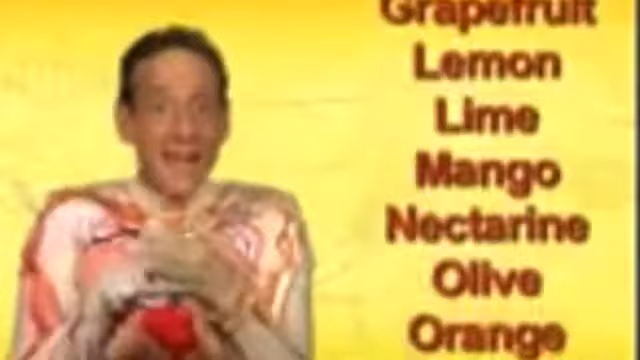 Grapefruit
Lemon
Lime
Mango
Nectarine
Olive
Orange